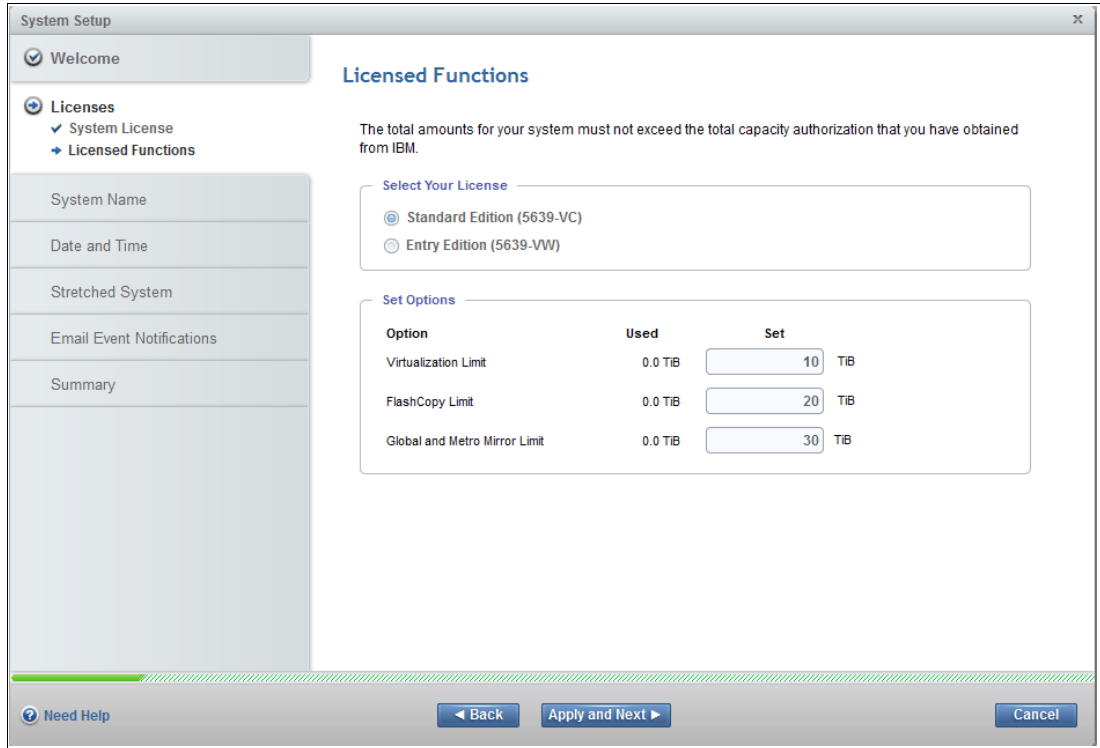 System Setup
x
Welcome
Licenses
System License
Licensed Functions
System Name
Date and Time
Stretched System
Email Event Notifications
Summary
Licensed Functions
The total amounts for your system must not exceed the total capacity authorization that you have obtained
from IBM.
Select Your License
Standard Edition (5639-VC)
Entry Edition (5639-VW)
Set Options
Option Used Set
Virtualization Limit 0.0 TiB 10 TiB
FlashCopy Limit 0.0 TiB 20 TiB
Global and Metro Mirror Limit 0.0 TiB 30 TiB
Need Help
Back
Apply and Next
Cancel